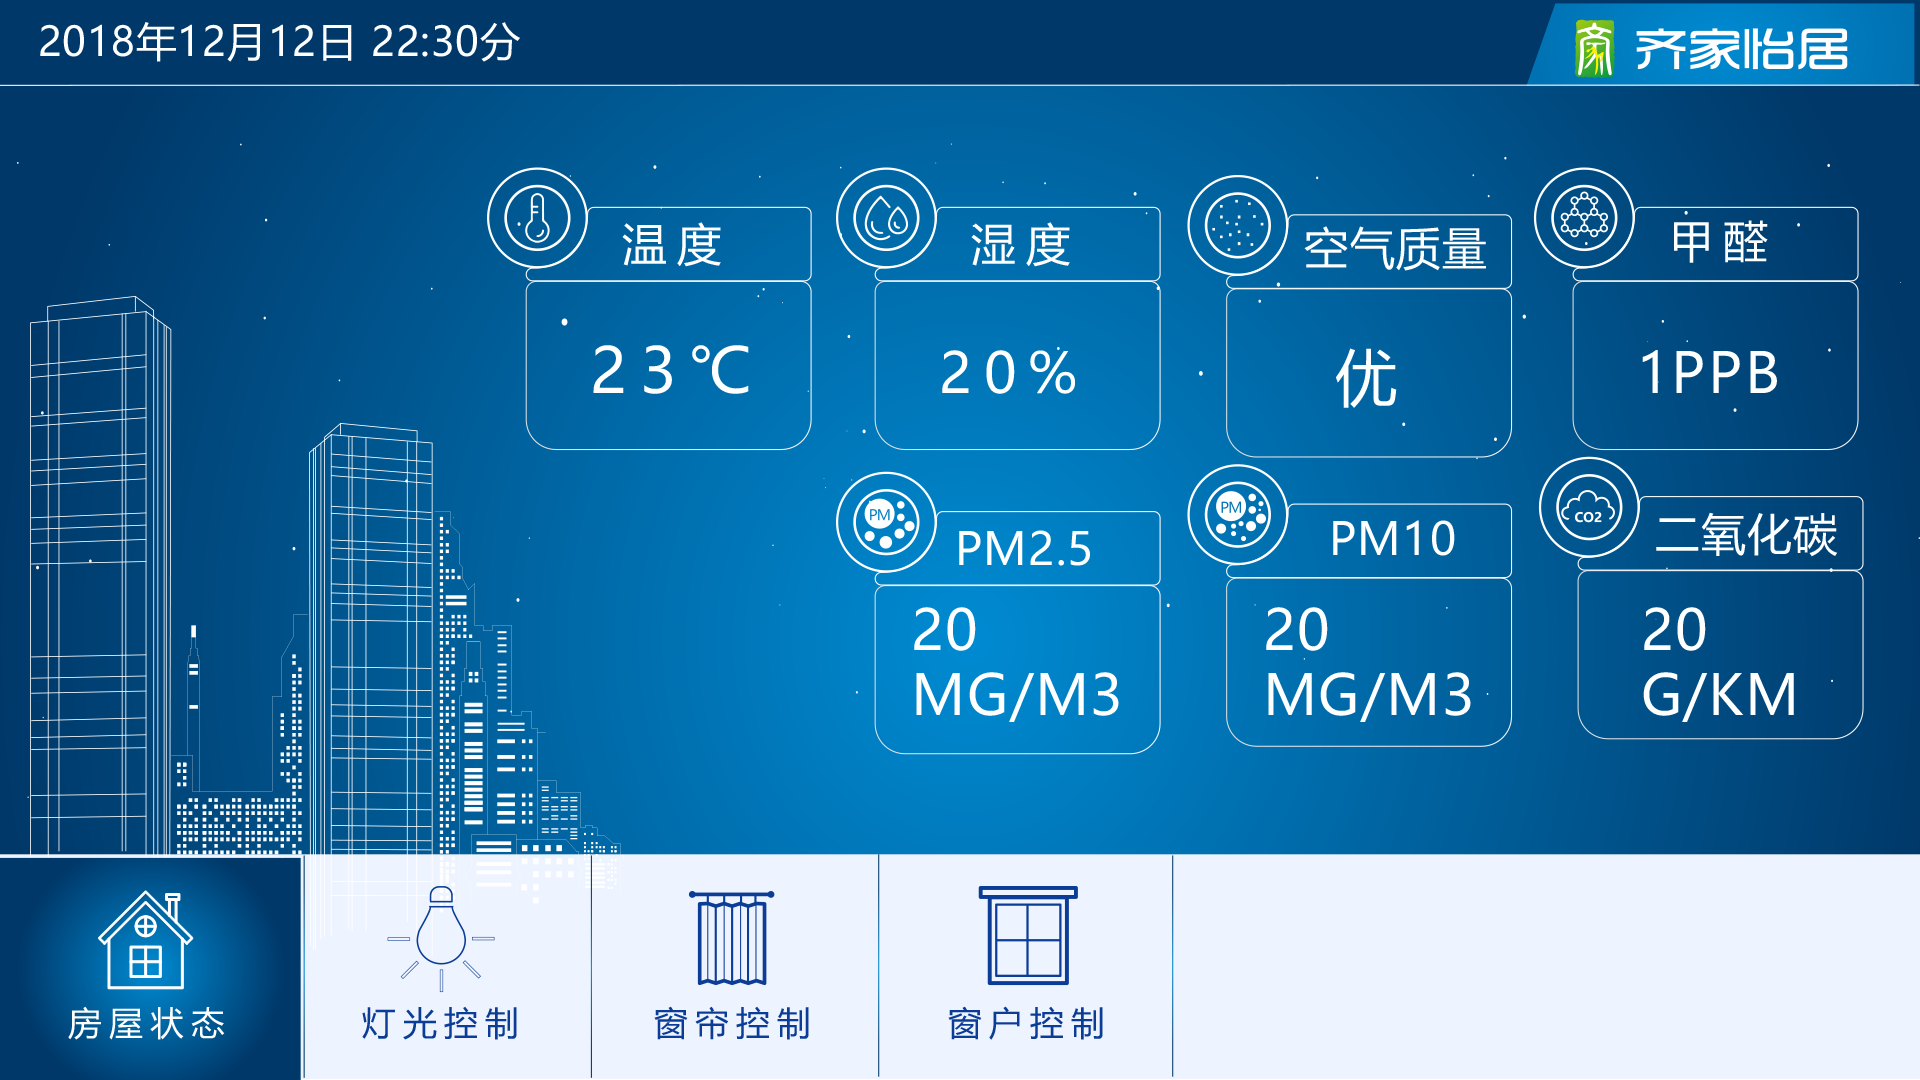 2018年12月12日 22:30分
齐家怡居
温度
23℃
湿度
20%
空气质量
优
甲醛
1PPB
PM
PM2.5
20
MG/M3
PM
PM10
20
MG/M3
CO2
二氧化碳
20
G/KM
房屋状态
灯光控制
窗帘控制
窗户控制